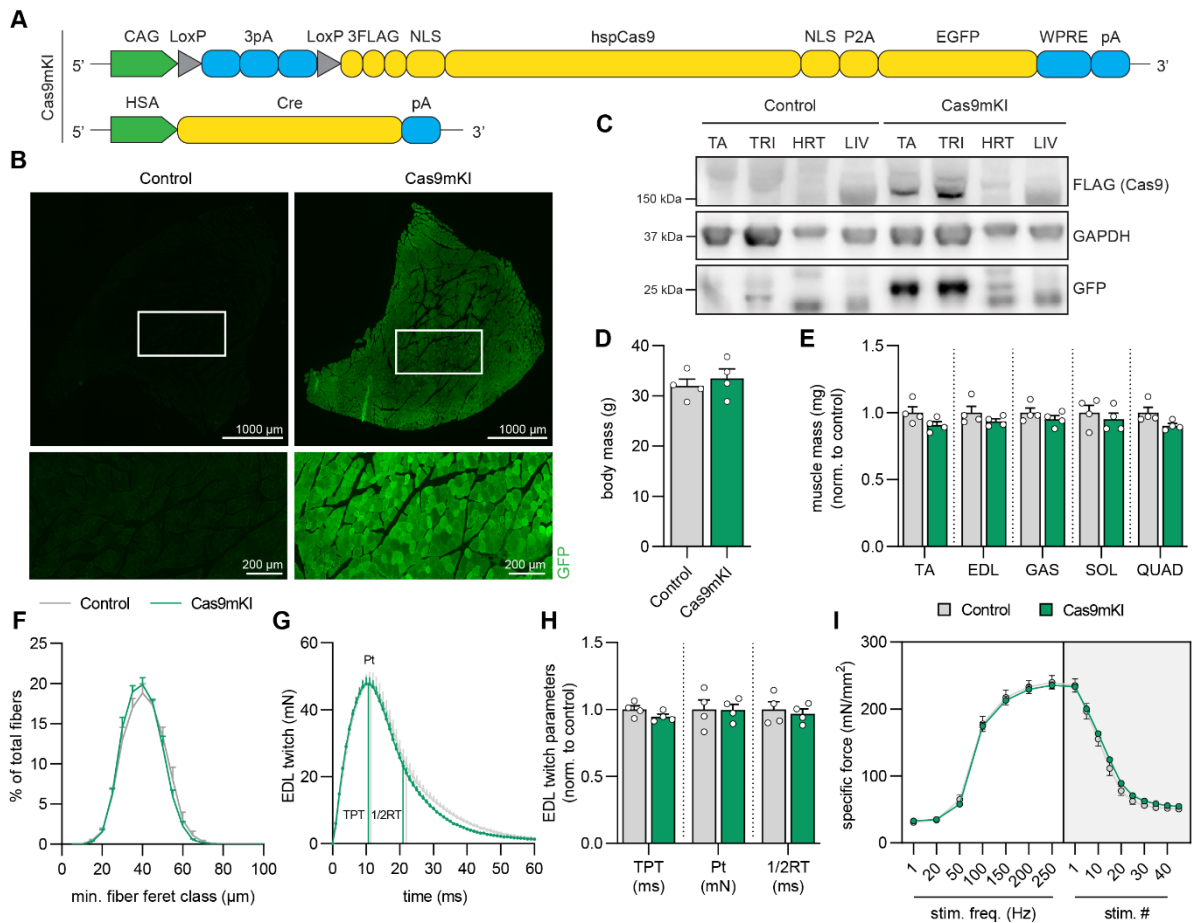 A
CAG LoxP 3pA LoxP 3FLAG NLS hspCas9 NLS P2A EGFP WPRE pA
5’ 3’
Cas9mKI
HSA Cre pA
5’ 3’
B
Control Cas9mKI
1000 µm 1000 µm
200 µm 200 µm
GFP
C
Control Cas9mKI
TA TRI HRT LIV TA TRI HRT LIV
150 kDa FLAG (Cas9)
37 kDa GAPDH
25 kDa GFP
D
body mass (g)
40
30
20
10
0
Control Cas9mKI
E
muscle mass (mg)
(norm. to control)
1.5
1.0
0.5
0.0
TA EDL GAS SOL QUAD
Control Cas9mKI
F
% of total fibers
25
20
15
10
5
0
0 20 40 60 80 100
min. fiber feret class (µm)
G
EDL twitch (mN)
60
40
20
0
Pt
TPT 1/2RT
0 10 20 30 40 50 60
time (ms)
H
EDL twitch parameters
(norm. to control)
1.5
1.0
0.5
0.0
TPT Pt 1/2RT
(ms) (mN) (ms)
Control Cas9mKI
I
specific force (mN/mm²)
300
200
100
0
1 20 50 100 150 200 250 1 10 20 30 40
stim. freq. (Hz) stim. #